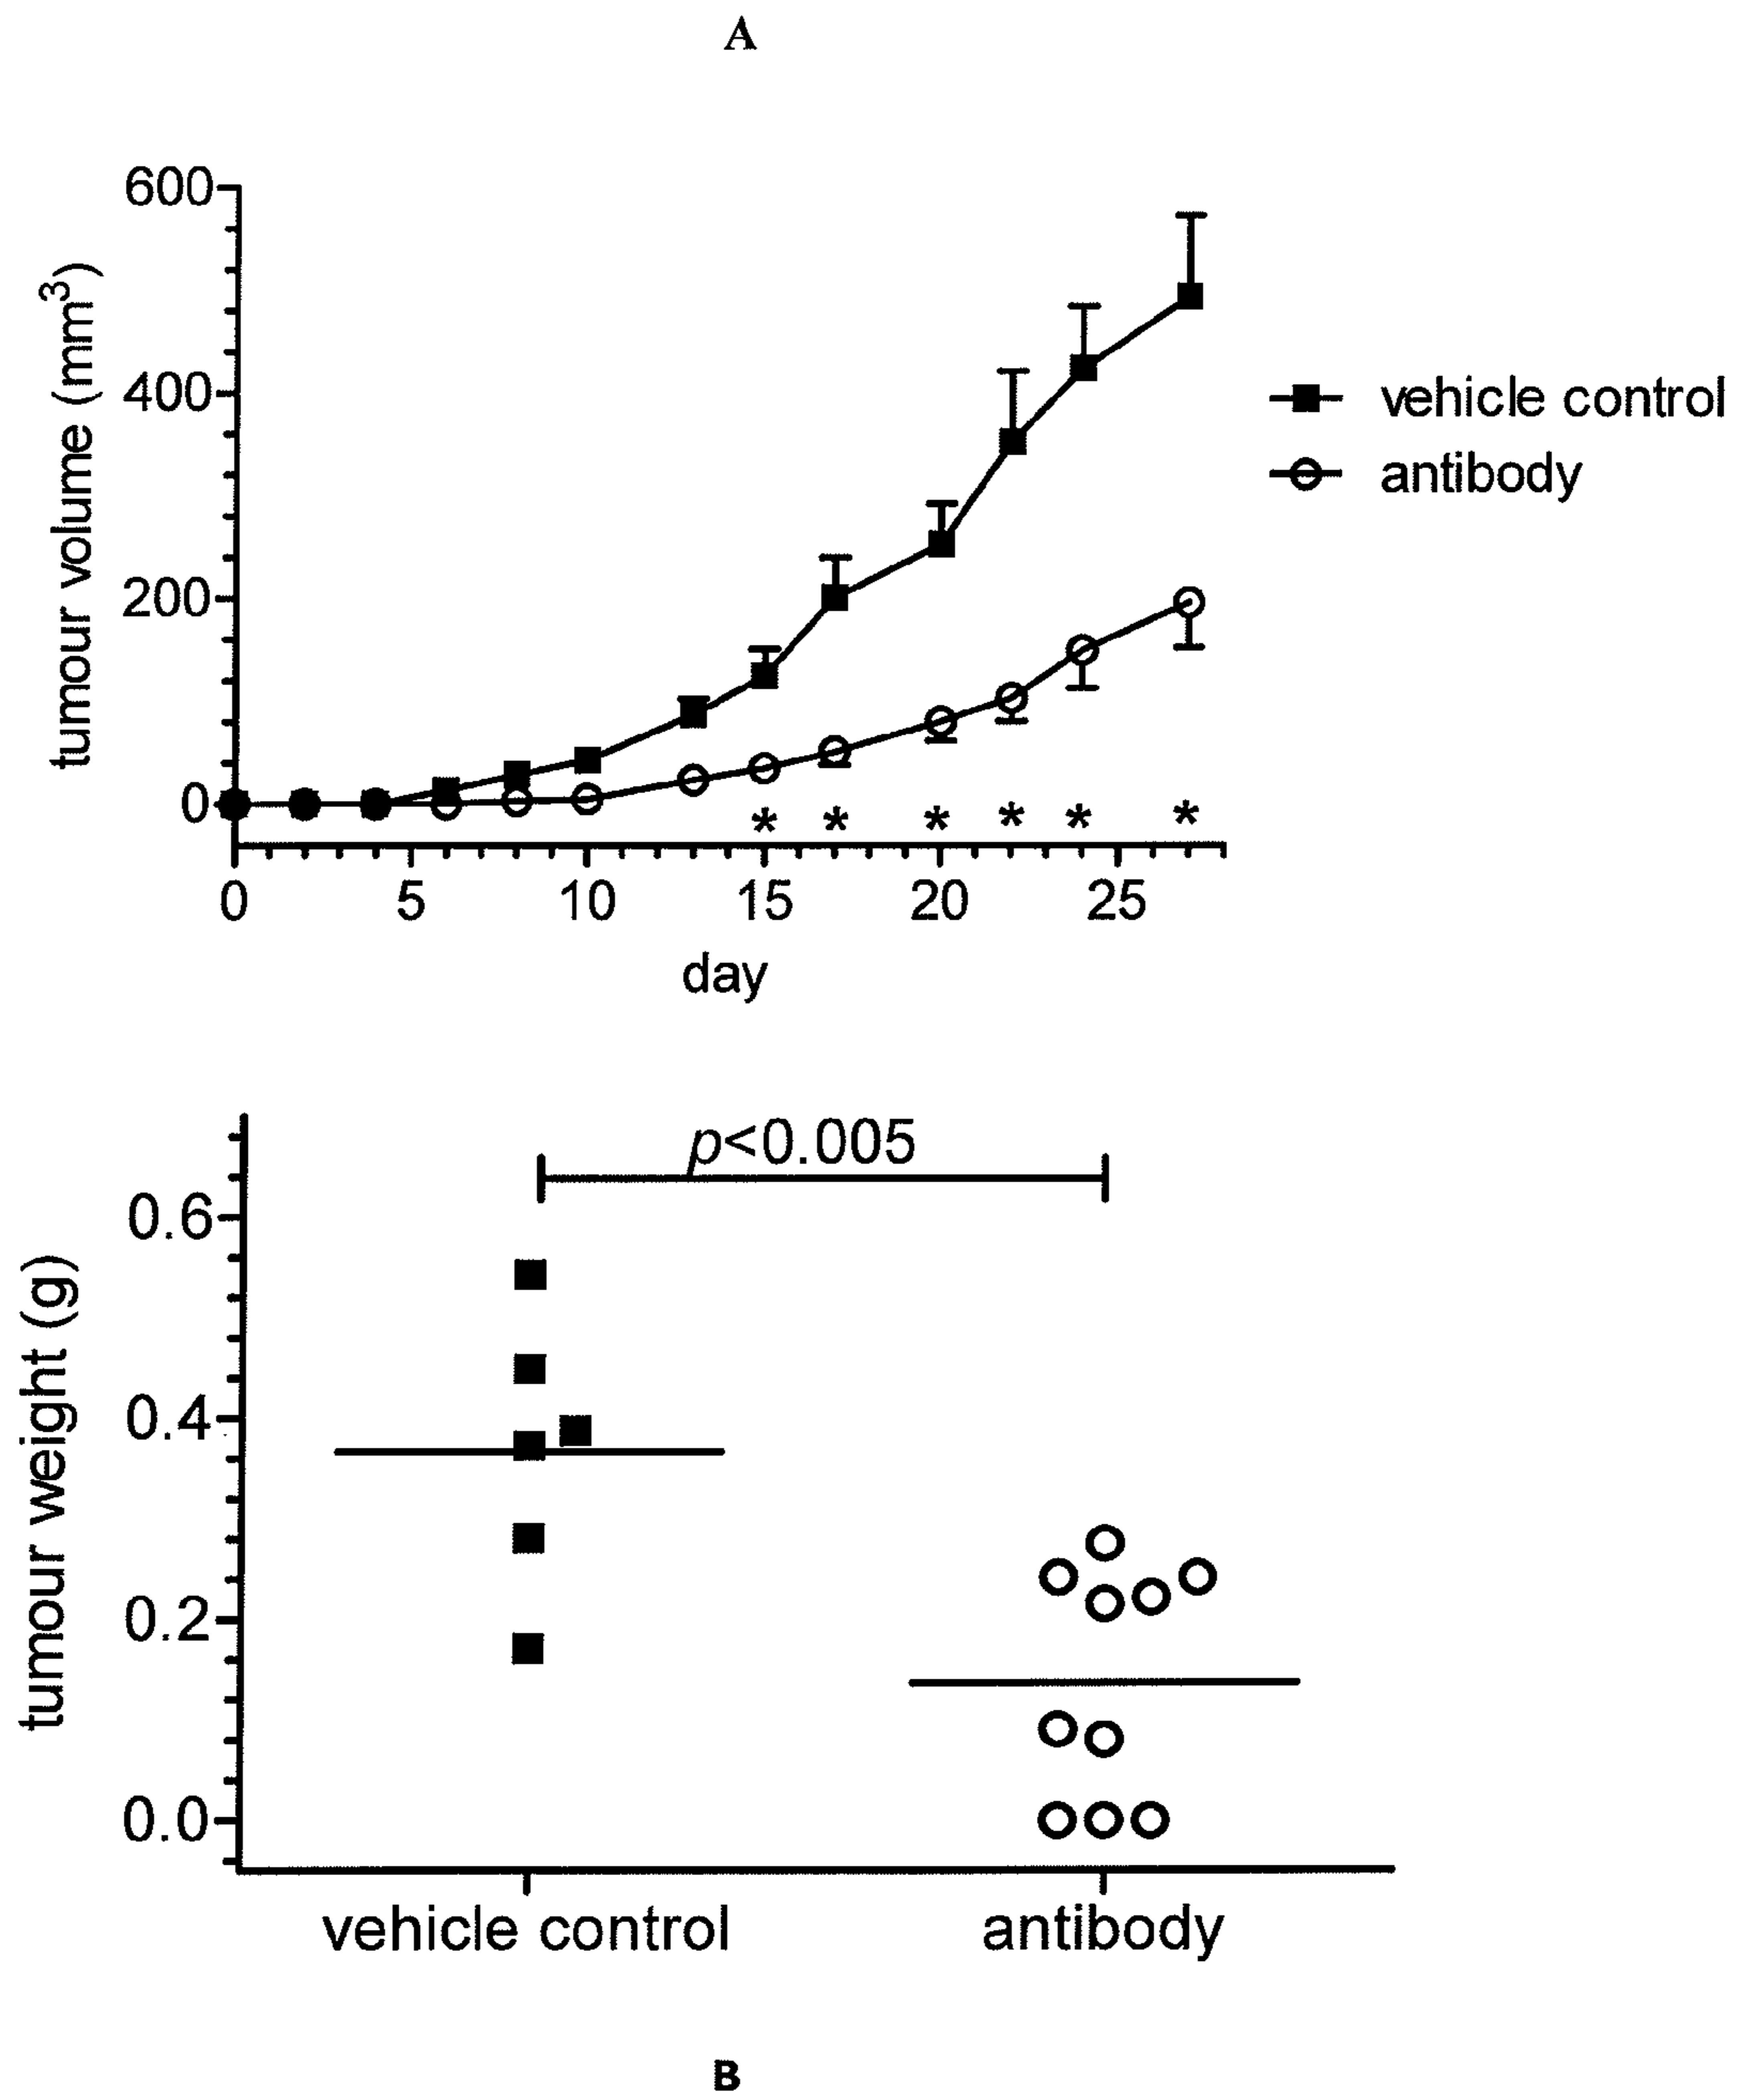 A
600
400
200
0
tumour volume (mm³)
vehicle control
antibody
* * * * * *
0 5 10 15 20 25
day
p<0.005
0.6
0.4
0.2
0.0
tumour weight (g)
vehicle control antibody
B